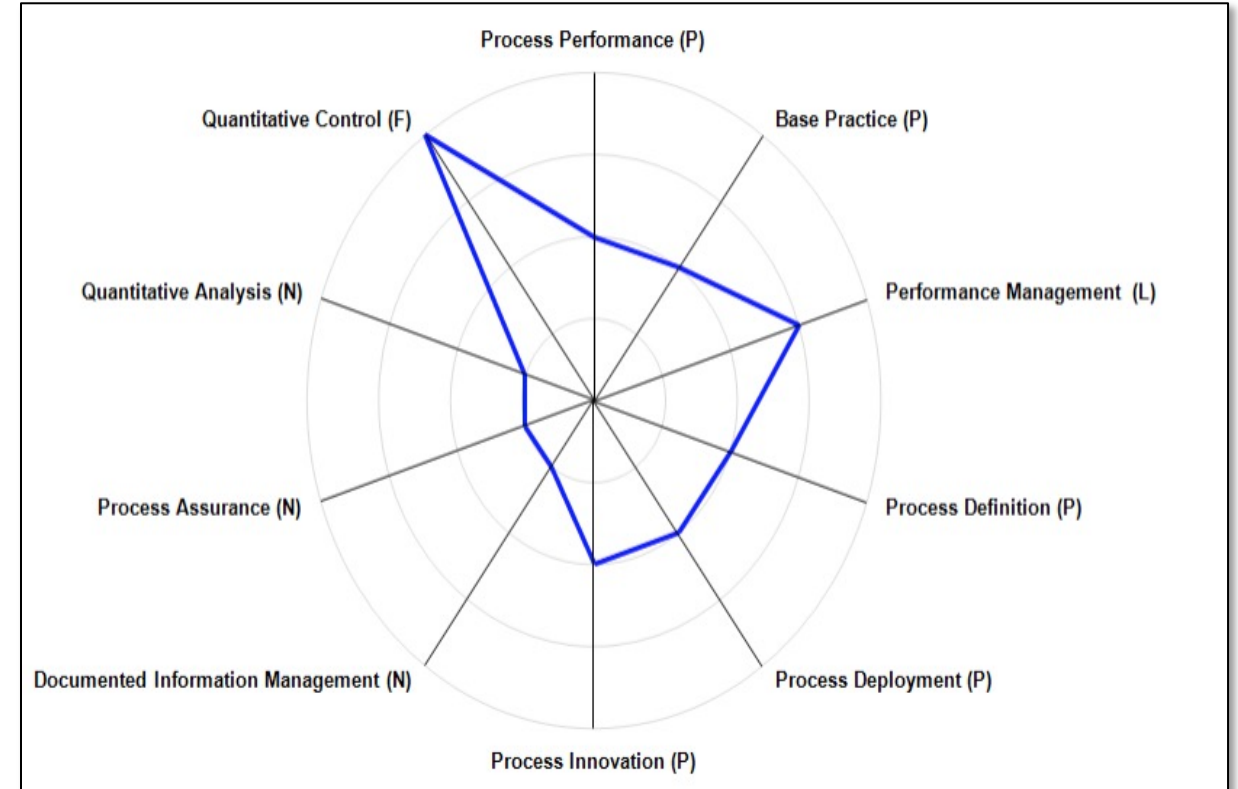 Process Performance (P)
Quantitative Control (F)
Base Practice (P)
Quantitative Analysis (N)
Performance Management  (L)
Process Assurance (N)
Process Definition (P)
Documented Information Management (N)
Process Deployment (P)
Process Innovation (P)